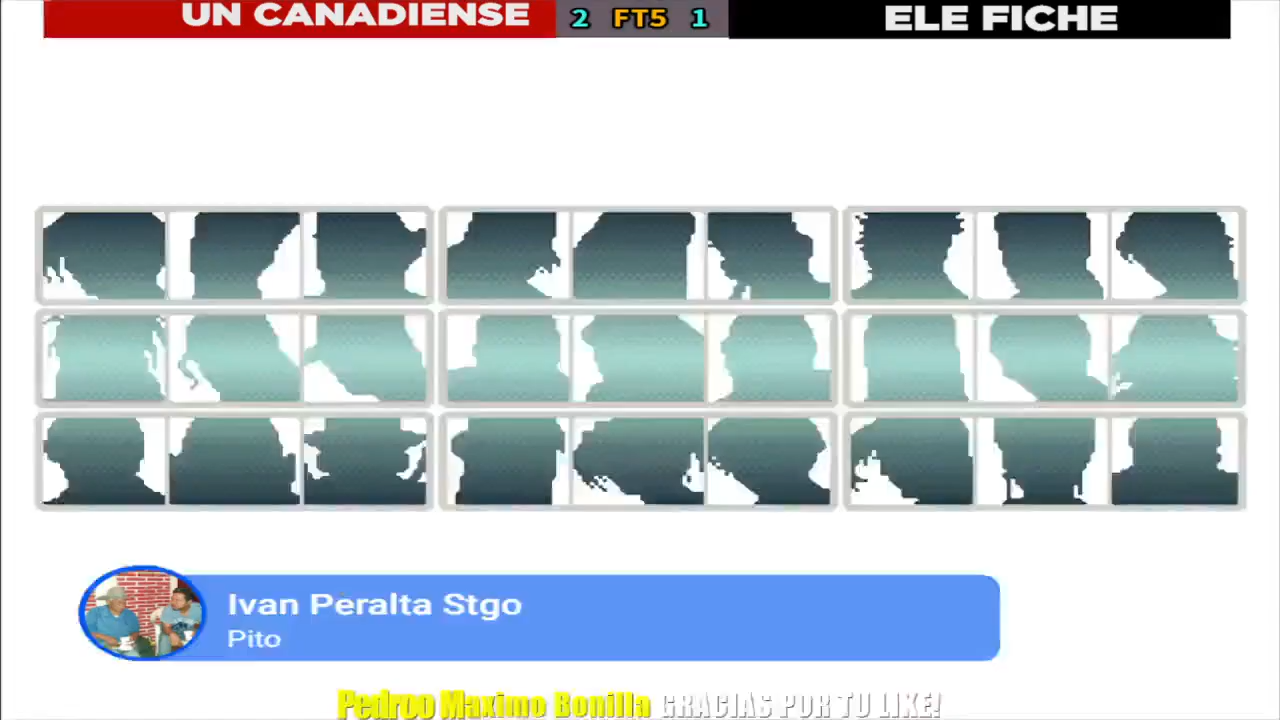 UN CANADIENSE 2 FT5 1 ELE FICHE
Ivan Peralta Stgo
Pito
Pedroo Maximo Bonilla GRACIAS POR TU LIKE!